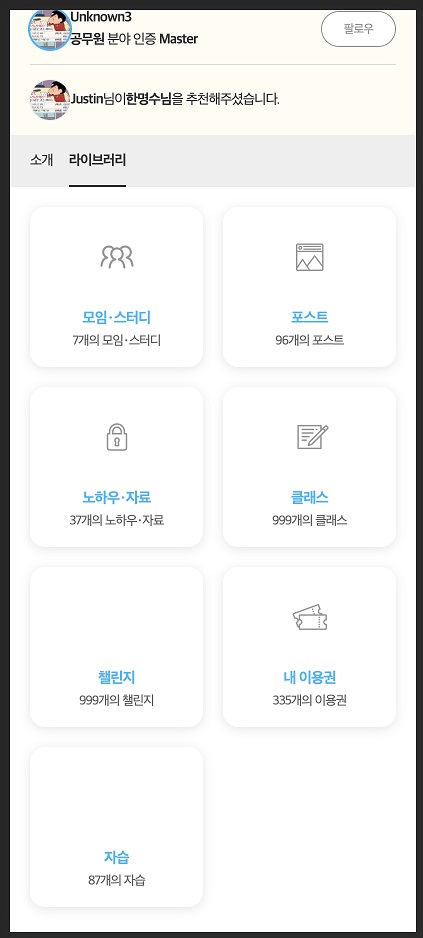 Unknown3
공무원 분야 인증 Master
팔로우
Justin님이한명수님을 추천해주셨습니다.
소개 라이브러리
모임·스터디
7개의 모임·스터디
포스트
96개의 포스트
노하우·자료
37개의 노하우·자료
클래스
999개의 클래스
챌린지
999개의 챌린지
내 이용권
335개의 이용권
자습
87개의 자습